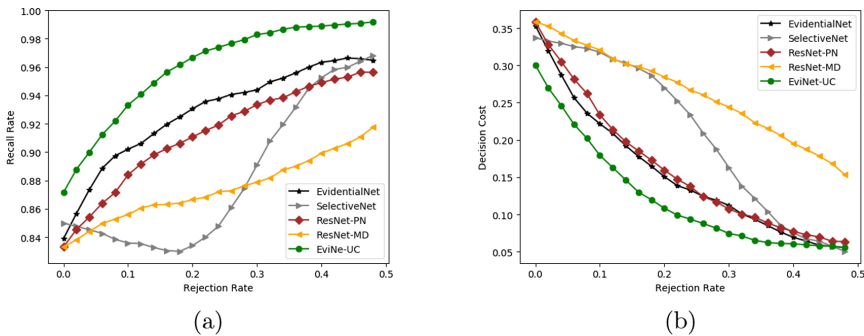 1.00
0.98
0.96
0.94
0.92
0.90
0.88
0.86
0.84
Recall Rate
EvidentialNet
SelectiveNet
ResNet-PN
ResNet-MD
EviNe-UC
0.0
0.1
0.2
0.3
0.4
0.5
Rejection Rate
(a)
0.35
0.30
0.25
0.20
0.15
0.10
0.05
Decision Cost
EvidentialNet
SelectiveNet
ResNet-PN
ResNet-MD
EviNet-UC
0.0
0.1
0.2
0.3
0.4
0.5
Rejection Rate
(b)